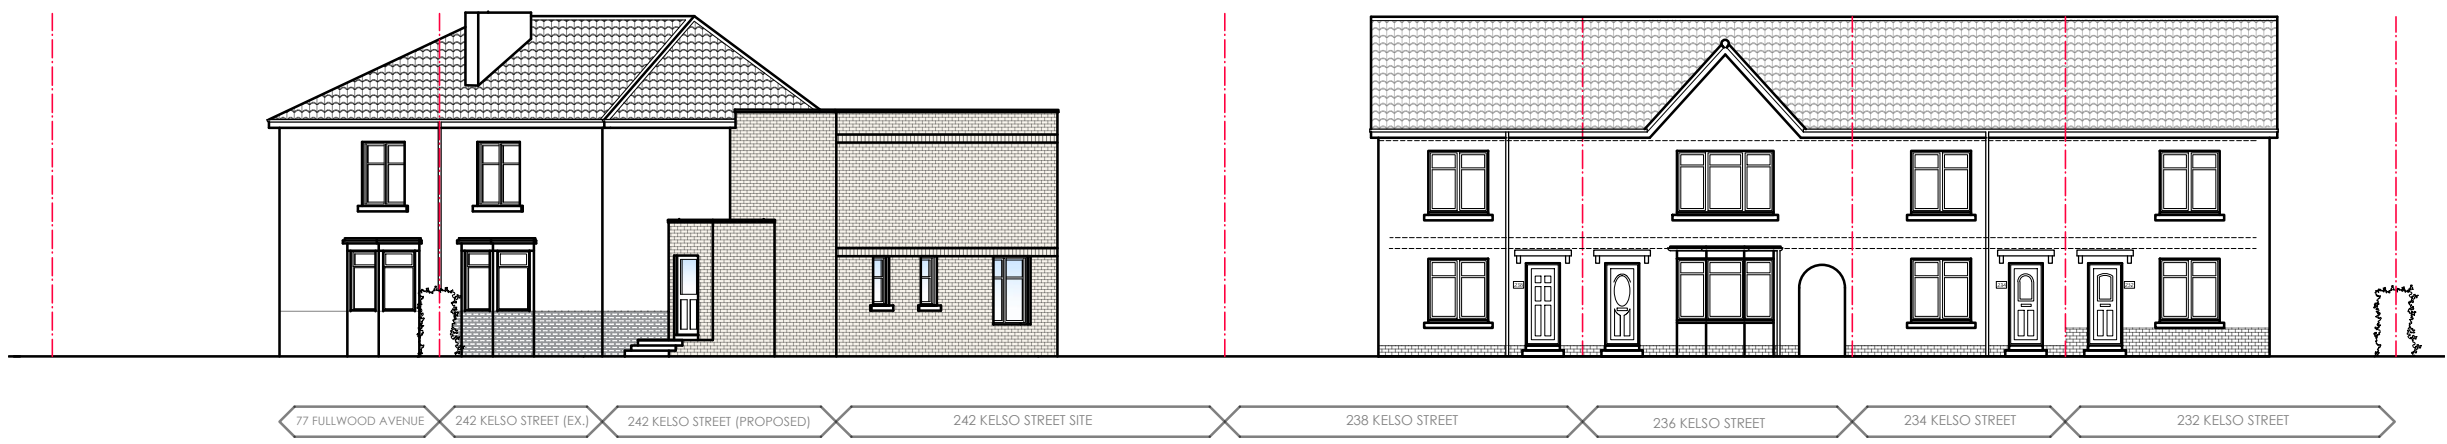 77 FULLWOOD AVENUE
242 KELSO STREET (EX.)
242 KELSO STREET (PROPOSED)
242 KELSO STREET SITE
238 KELSO STREET
236 KELSO STREET
234 KELSO STREET
232 KELSO STREET